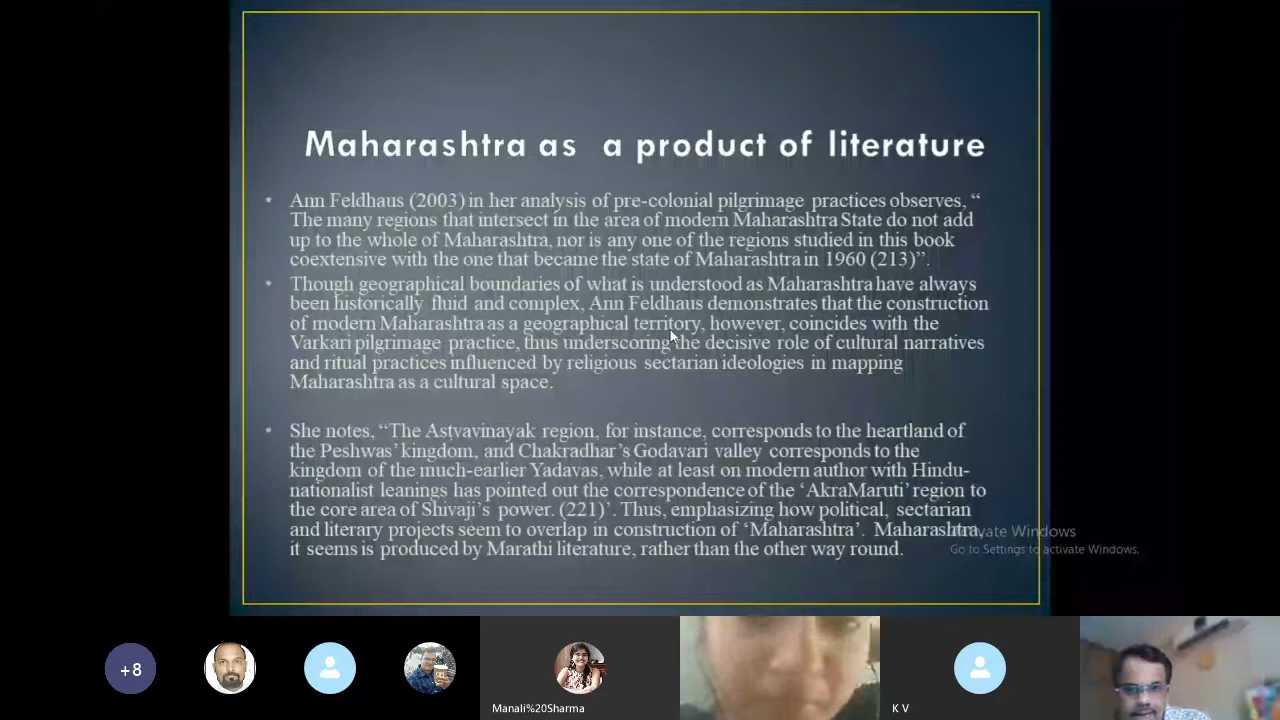 Maharashtra as a product of literature
• Ann Feldhaus (2003) in her analysis of pre-colonial pilgrimage practices observes, “
The many regions that intersect in the area of modern Maharashtra State do not add
up to the whole of Maharashtra, nor is any one of the regions studied in this book
coextensive with the one that became the state of Maharashtra in 1960 (213)”.
• Though geographical boundaries of what is understood as Maharashtra have always
been historically fluid and complex, Ann Feldhaus demonstrates that the construction
of modern Maharashtra as a geographical territory, however, coincides with the
Varkari pilgrimage practice, thus underscoring the decisive role of cultural narratives
and ritual practices influenced by religious sectarian ideologies in mapping
Maharashtra as a cultural space.
• She notes, “The Asṭvavinayak region, for instance, corresponds to the heartland of
the Peshwas’ kingdom, and Chakradhar’s Godavari valley corresponds to the
kingdom of the much-earlier Yadavas, while at least on modern author with Hindu-
nationalist leanings has pointed out the correspondence of the ‘AkraMaruti’ region to
the core area of Shivaji’s power. (221)’. Thus, emphasizing how political, sectarian
and literary projects seem to overlap in construction of ‘Maharashtra’. Maharashtra,
it seems is produced by Marathi literature, rather than the other way round.
Activate Windows
Go to Settings to activate Windows.
+8
Manali%20Sharma
K V